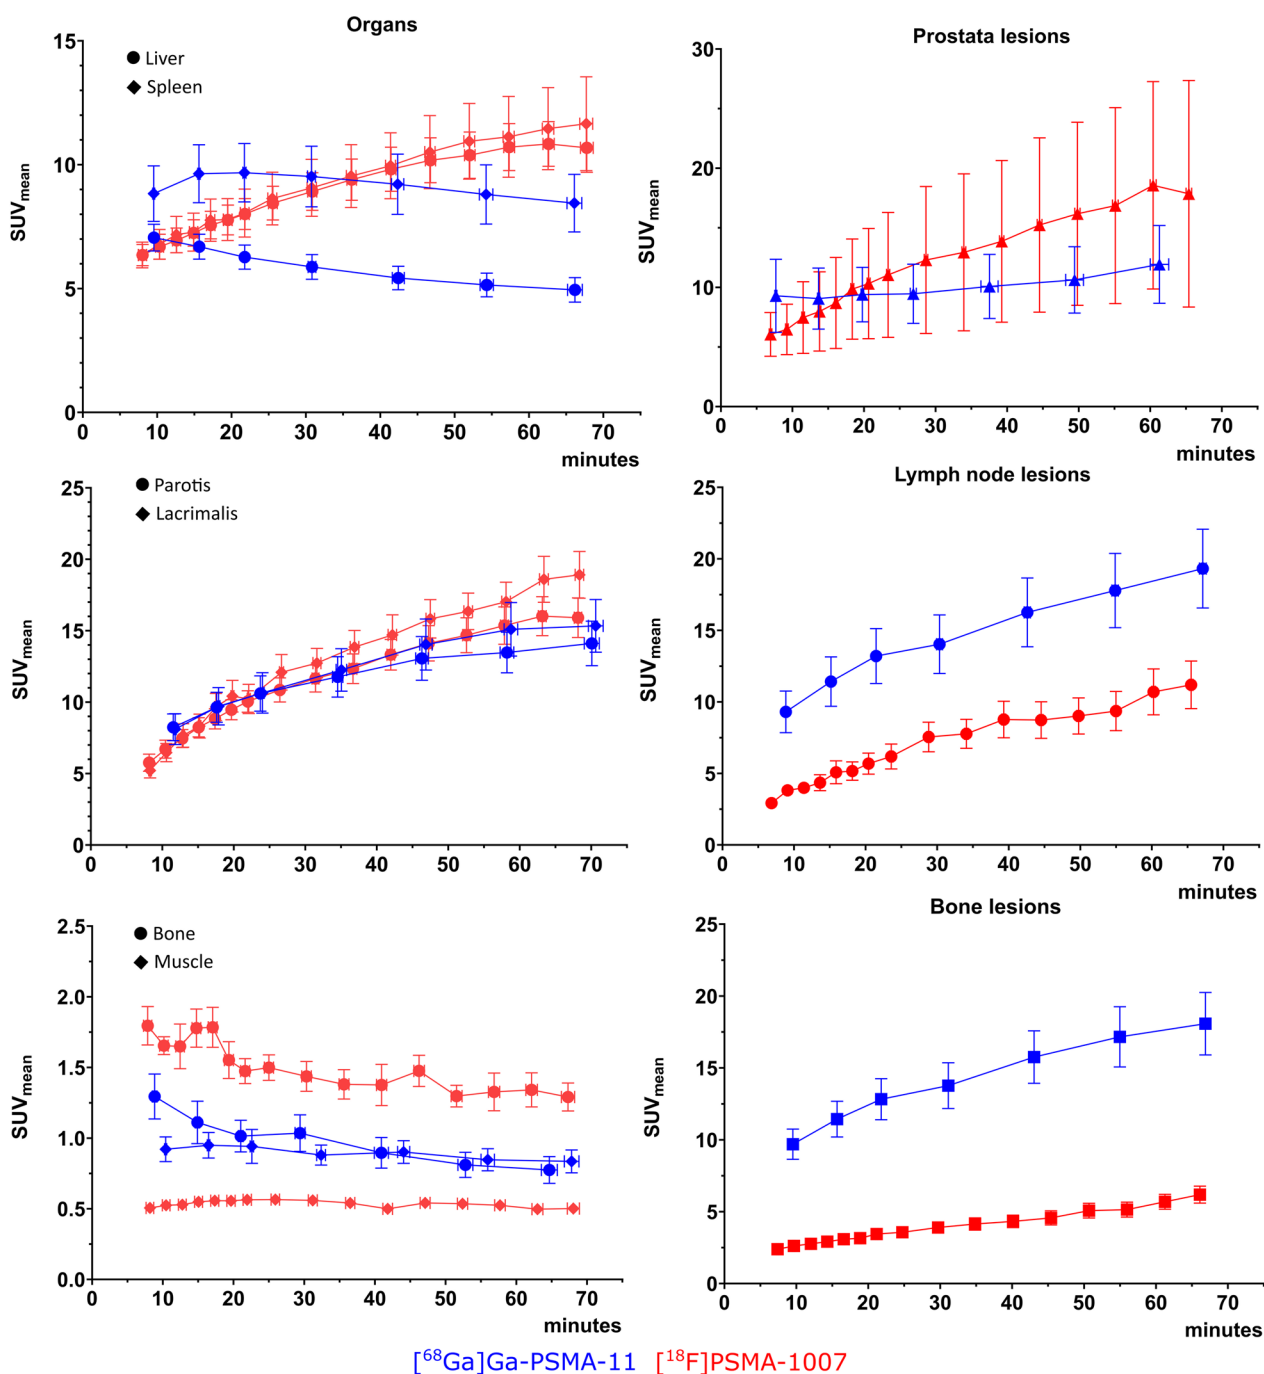 Organs
Liver
Spleen
SUVmean
15
10
5
0
0 10 20 30 40 50 60 70
minutes
Prostata lesions
SUVmean
30
20
10
0
0 10 20 30 40 50 60 70
minutes
Parotis
Lacrimalis
SUVmean
25
20
15
10
5
0
0 10 20 30 40 50 60 70
minutes
Lymph node lesions
SUVmean
25
20
15
10
5
0
0 10 20 30 40 50 60 70
minutes
Bone
Muscle
SUVmean
2.5
2.0
1.5
1.0
0.5
0.0
0 10 20 30 40 50 60 70
minutes
Bone lesions
SUVmean
25
20
15
10
5
0
0 10 20 30 40 50 60 70
minutes
[⁶⁸Ga]Ga-PSMA-11 [¹⁸F]PSMA-1007